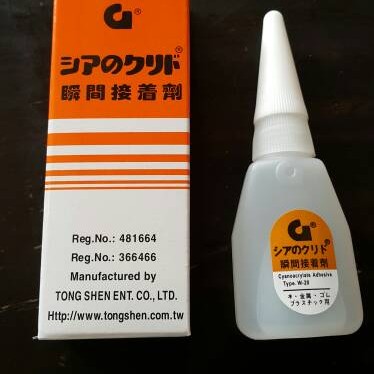 シアのクリド®
瞬間接着劑
Reg.No.: 481664
Reg.No.: 366466
Manufactured by
TONG SHEN ENT. CO., LTD.
Http://www.tongshen.com.tw
シアのクリド®
瞬間接着劑
Cyanoacrylate Adhesive
Type. W-20
木・金属・ゴム
プラスチック用